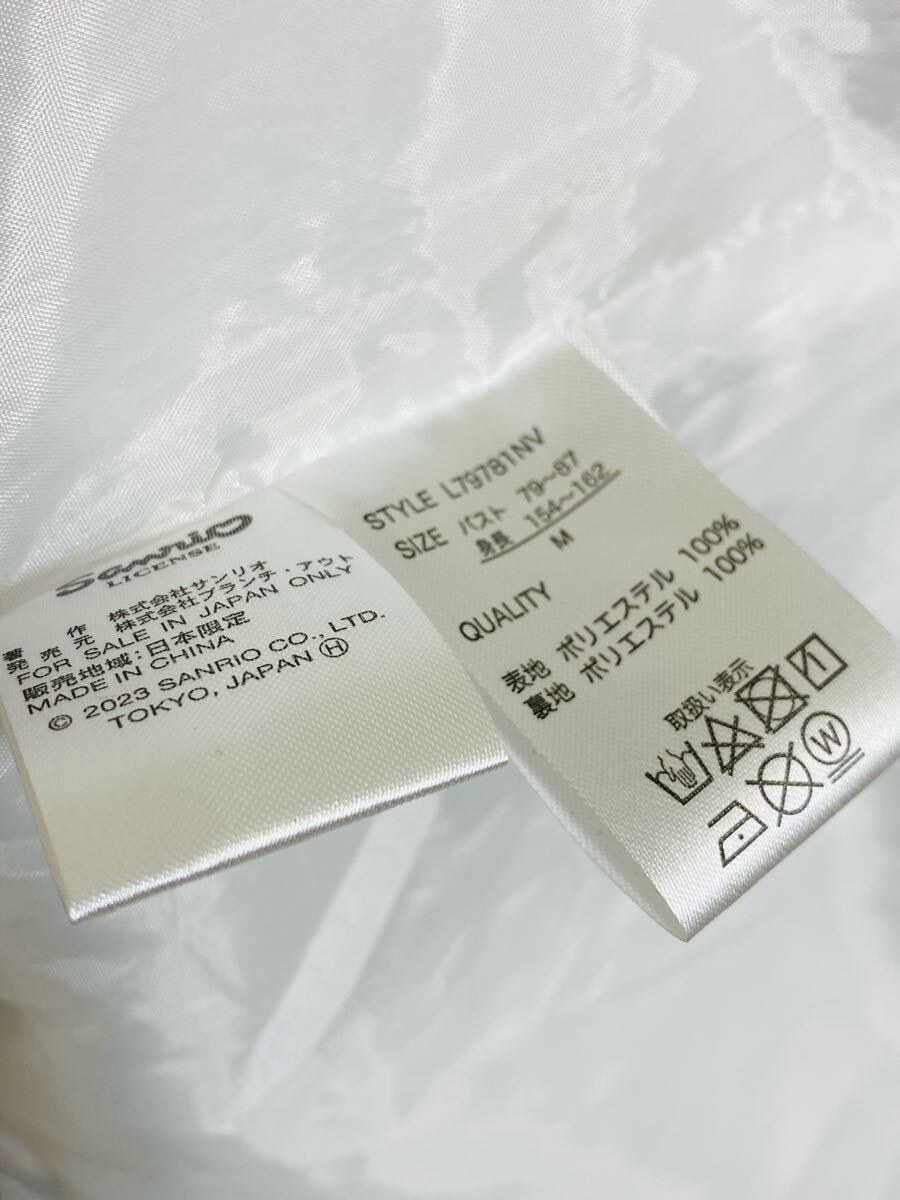 Sanrio
LICENSE
著作 株式会社サンリオ
発売元 株式会社ブランチ・アウト
FOR SALE IN JAPAN ONLY
販売地域:日本限定
MADE IN CHINA
© 2023 SANRIO CO., LTD.
TOKYO, JAPAN Ⓗ
STYLE L79781NV
SIZE バスト 79～87
身長 154～162
M
QUALITY
表地 ポリエステル 100%
裏地 ポリエステル 100%
取扱い表示
W